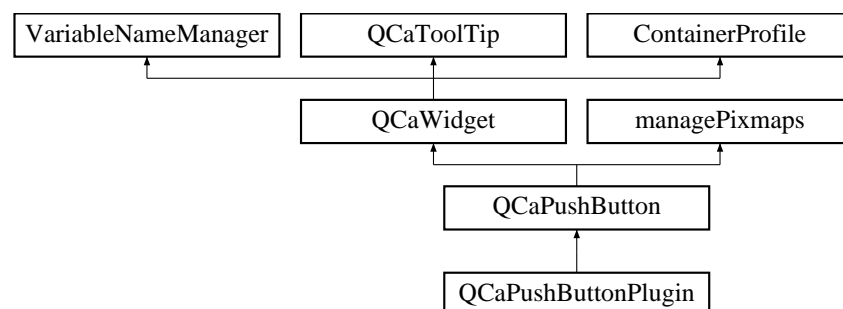 VariableNameManager
QCaToolTip
ContainerProfile
QCaWidget
managePixmaps
QCaPushButton
QCaPushButtonPlugin